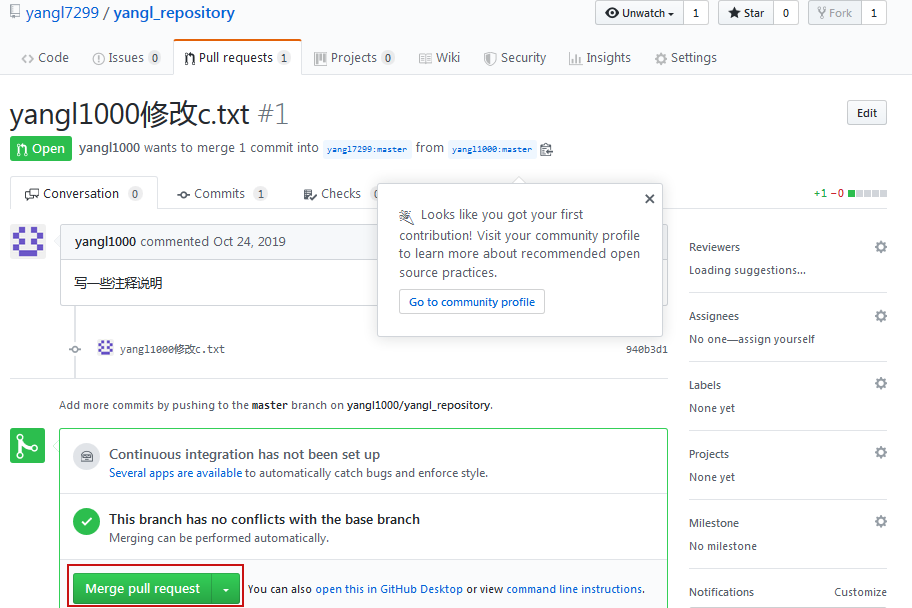 yangl7299 / yangl_repository
Unwatch 1
Star 0
Fork 1
Code
Issues 0
Pull requests 1
Projects 0
Wiki
Security
Insights
Settings
yangl1000修改c.txt #1
Edit
Open
yangl1000 wants to merge 1 commit into yangl7299:master from yangl1000:master
Conversation 0
Commits 1
Checks
+1 −0
Looks like you got your first
contribution! Visit your community profile
to learn more about recommended open
source practices.
Go to community profile
yangl1000 commented Oct 24, 2019
写一些注释说明
yangl1000修改c.txt
940b3d1
Add more commits by pushing to the master branch on yangl1000/yangl_repository.
Continuous integration has not been set up
Several apps are available to automatically catch bugs and enforce style.
This branch has no conflicts with the base branch
Merging can be performed automatically.
Merge pull request
You can also open this in GitHub Desktop or view command line instructions.
Reviewers
Loading suggestions...
Assignees
No one—assign yourself
Labels
None yet
Projects
None yet
Milestone
No milestone
Notifications
Customize